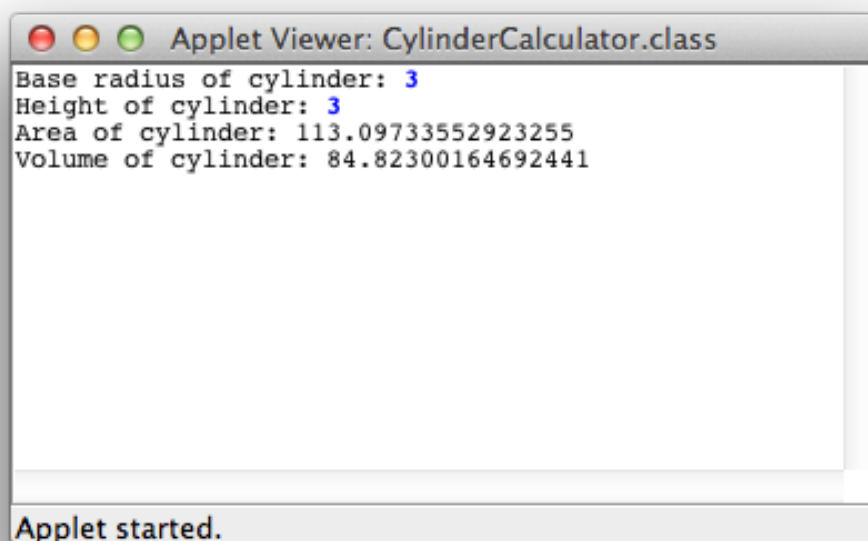 Applet Viewer: CylinderCalculator.class
Base radius of cylinder: 3
Height of cylinder: 3
Area of cylinder: 113.09733552923255
Volume of cylinder: 84.82300164692441
Applet started.